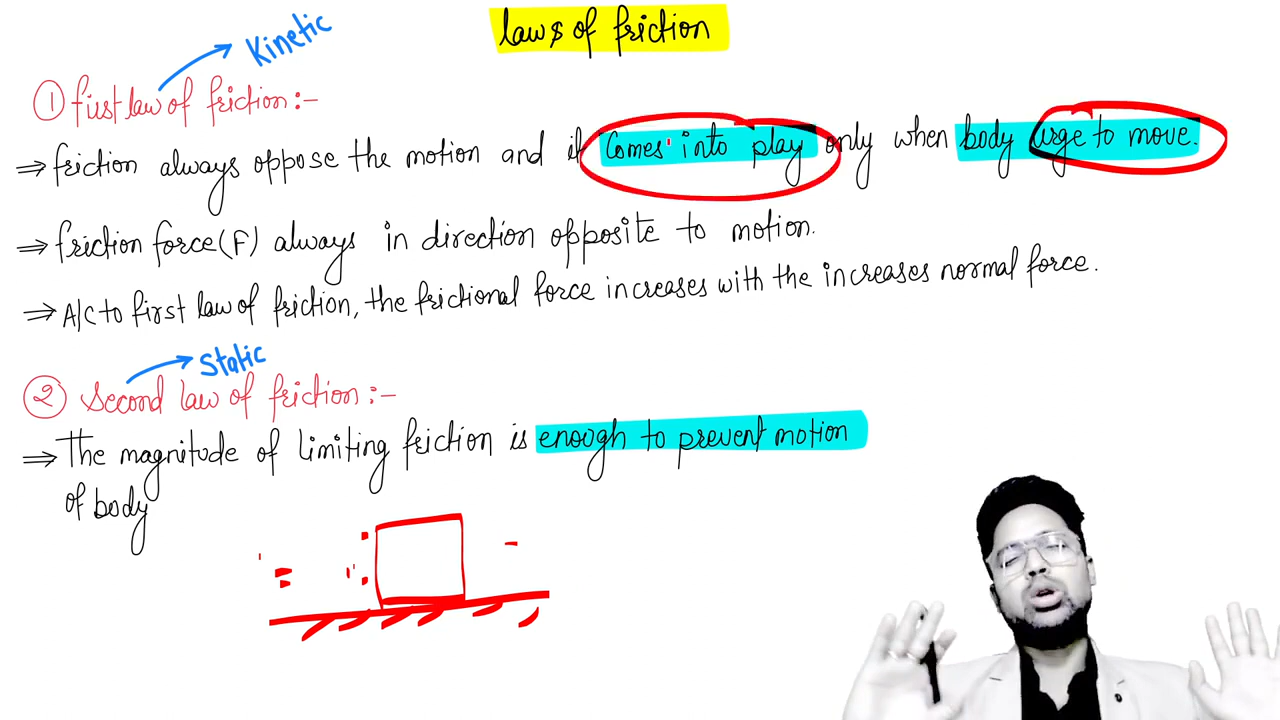 laws of friction
Kinetic
① first law of friction :-
⇒ friction always oppose the motion and it comes into play only when body urge to move.
⇒ friction force (F) always in direction opposite to motion.
⇒ A/c to first law of friction, the frictional force increases with the increases normal force.
Static
② Second law of friction :-
⇒ The magnitude of limiting friction is enough to prevent motion
of body